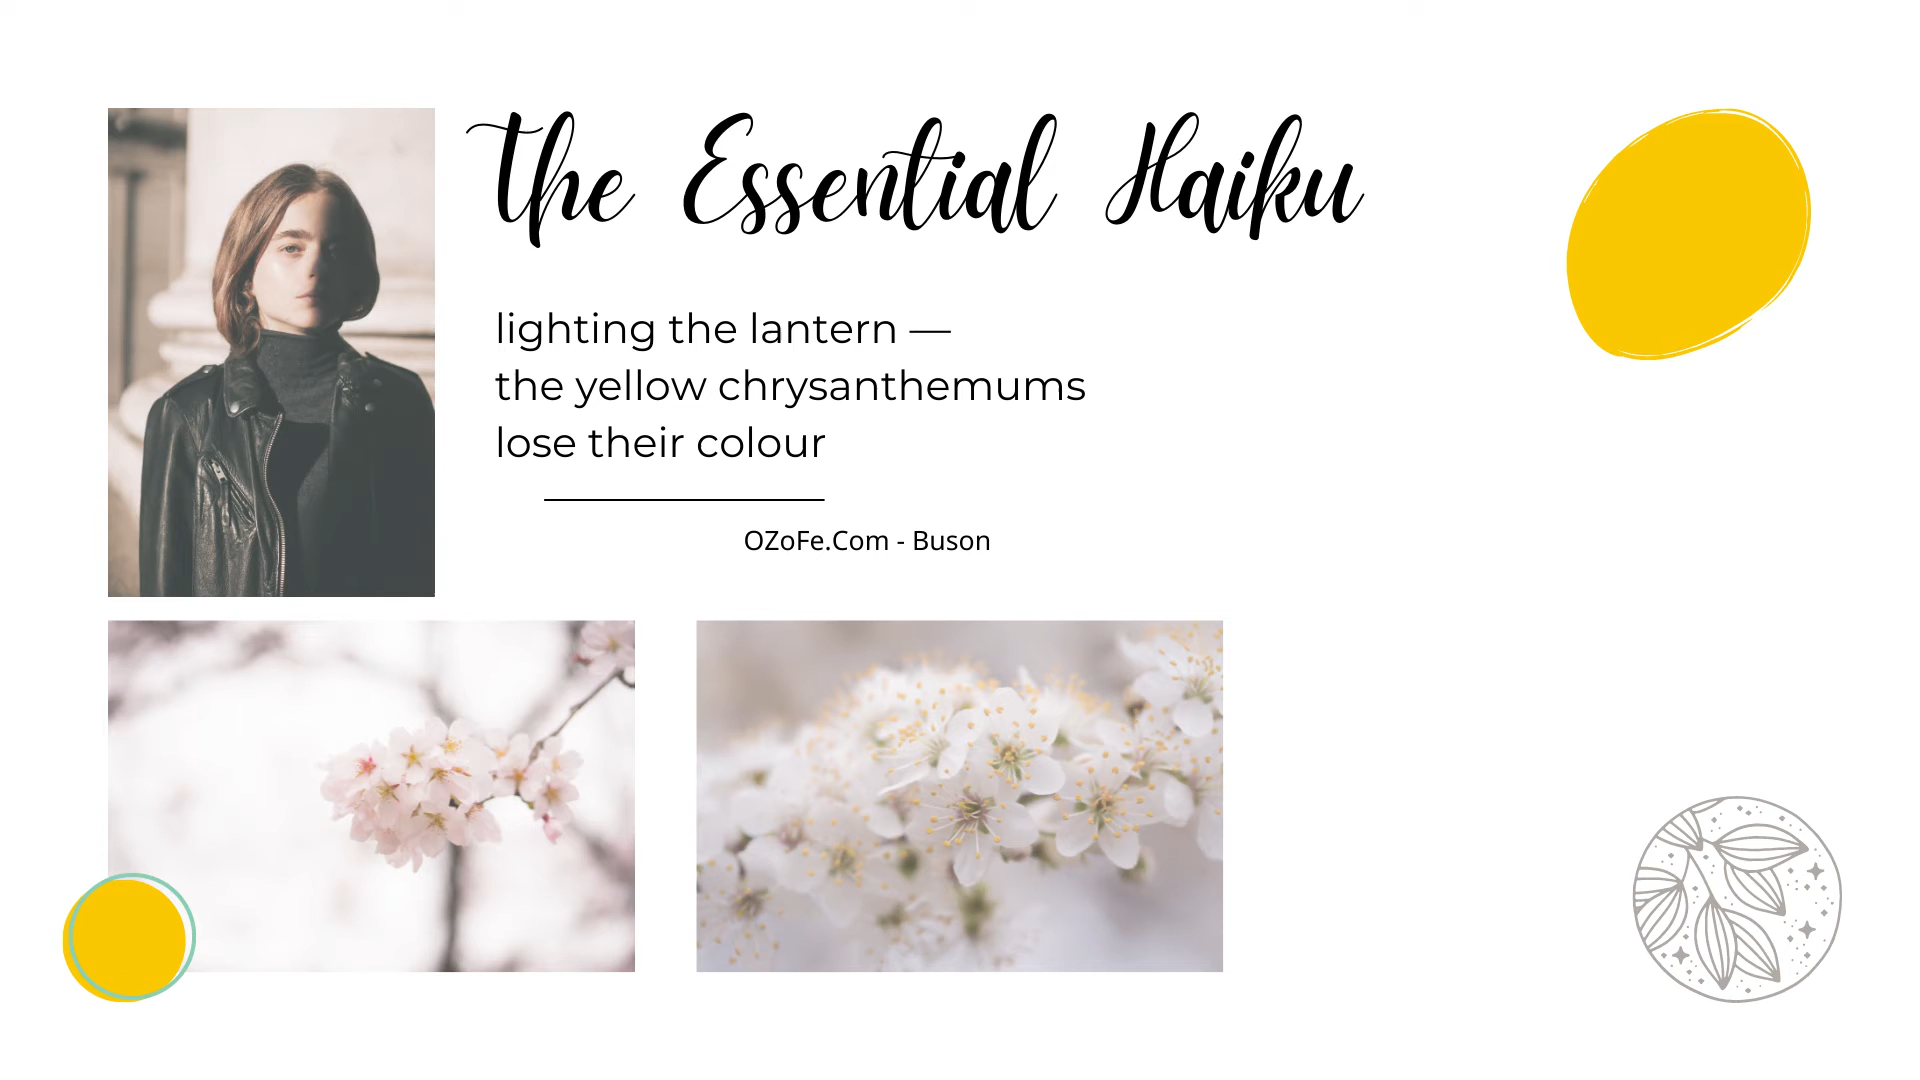 The Essential Haiku
lighting the lantern —
the yellow chrysanthemums
lose their colour
OZoFe.Com - Buson